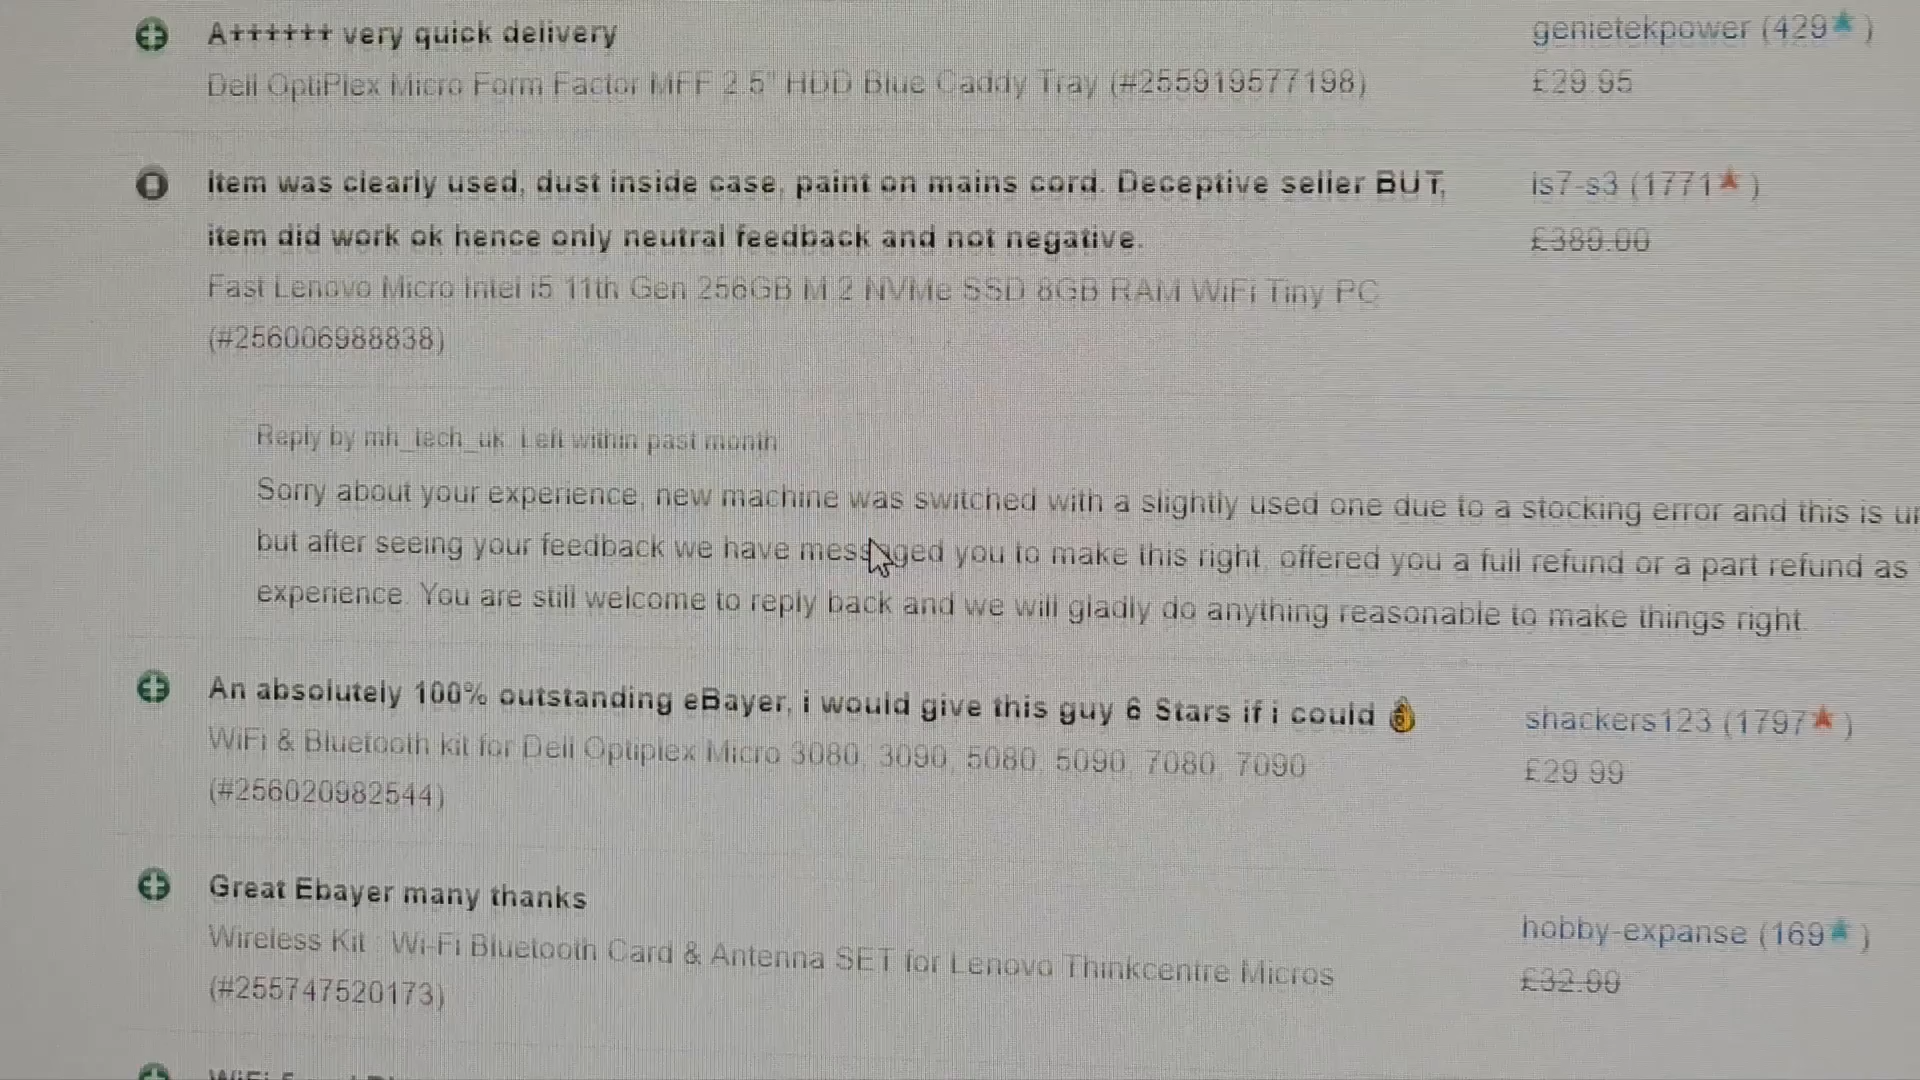 A++++++ very quick delivery
genietekpower (429 )
Dell OptiPlex Micro Form Factor MFF 2.5" HDD Blue Caddy Tray (#255919577198)
£29.95
Item was clearly used, dust inside case, paint on mains cord. Deceptive seller BUT,
is7-s3 (1771 )
item did work ok hence only neutral feedback and not negative.
£389.00
Fast Lenovo Micro Intel i5 11th Gen 256GB M.2 NVMe SSD 8GB RAM WiFi Tiny PC
(#256006988838)
Reply by mh_tech_uk. Left within past month.
Sorry about your experience, new machine was switched with a slightly used one due to a stocking error and this is
but after seeing your feedback we have messaged you to make this right, offered you a full refund or a part refund as
experience. You are still welcome to reply back and we will gladly do anything reasonable to make things right.
An absolutely 100% outstanding eBayer, i would give this guy 6 Stars if i could
shackers123 (1797 )
WiFi & Bluetooth kit for Dell Optiplex Micro 3080, 3090, 5080, 5090, 7080, 7090
£29.99
(#256020982544)
Great Ebayer many thanks
hobby-expanse (169 )
Wireless Kit : Wi-Fi Bluetooth Card & Antenna SET for Lenovo Thinkcentre Micros
£32.99
(#255747520173)